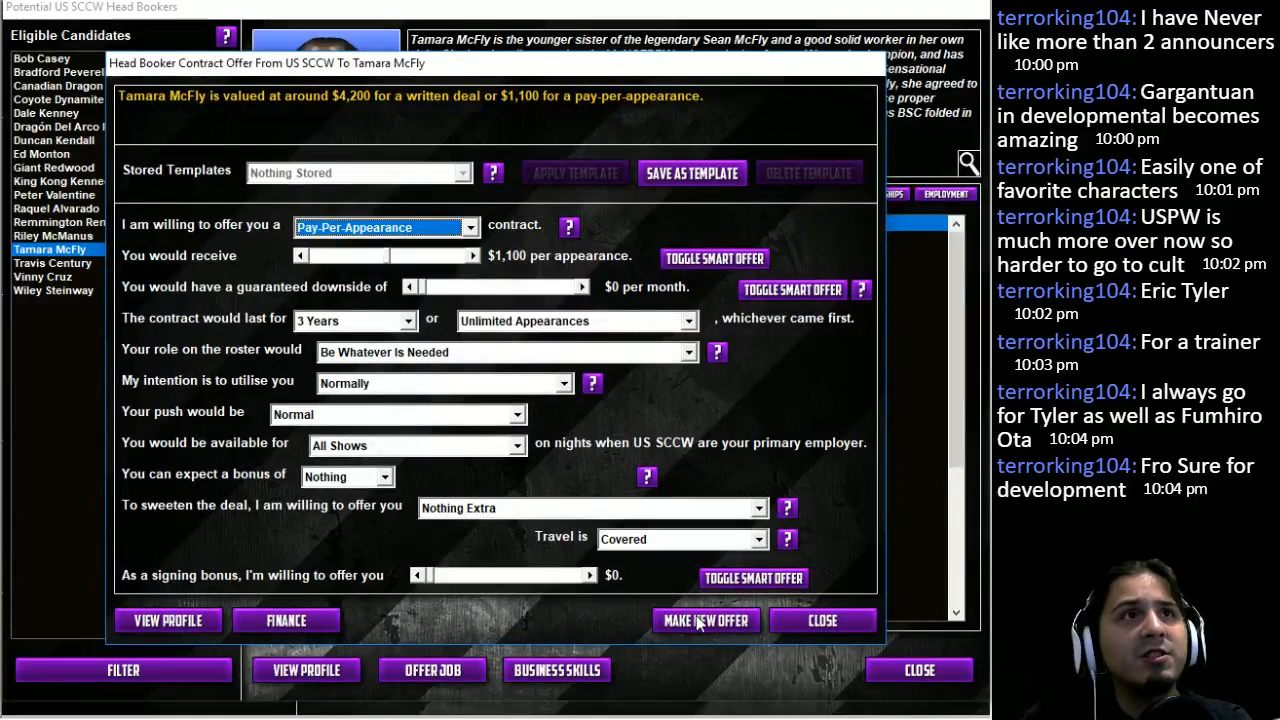 Potential US SCCW Head Bookers
Eligible Candidates
?
Bob Casey
Bradford Peverel
Canadian Dragon
Coyote Dynamite
Dale Kenney
Dragón Del Arco I
Duncan Kendall
Ed Monton
Giant Redwood
King Kong Kenne
Peter Valentine
Raquel Alvarado
Remmington Ren
Riley McManus
Tamara McFly
Travis Century
Vinny Cruz
Wiley Steinway
Tamara McFly is the younger sister of the legendary Sean McFly and a good solid worker in her own
pion, and has
Sensational
ly, she agreed to
e proper
s BSC folded in
EMPLOYMENT
Head Booker Contract Offer From US SCCW To Tamara McFly
Tamara McFly is valued at around $4,200 for a written deal or $1,100 for a pay-per-appearance.
Stored Templates
Nothing Stored
?
APPLY TEMPLATE
SAVE AS TEMPLATE
DELETE TEMPLATE
I am willing to offer you a
Pay-Per-Appearance
contract.
?
You would receive
$1,100 per appearance.
TOGGLE SMART OFFER
You would have a guaranteed downside of
$0 per month.
TOGGLE SMART OFFER
?
The contract would last for
3 Years
or
Unlimited Appearances
, whichever came first.
Your role on the roster would
Be Whatever Is Needed
?
My intention is to utilise you
Normally
?
Your push would be
Normal
You would be available for
All Shows
on nights when US SCCW are your primary employer.
You can expect a bonus of
Nothing
?
To sweeten the deal, I am willing to offer you
Nothing Extra
?
Travel is
Covered
?
As a signing bonus, I'm willing to offer you
$0.
TOGGLE SMART OFFER
VIEW PROFILE
FINANCE
MAKE NEW OFFER
CLOSE
FILTER
VIEW PROFILE
OFFER JOB
BUSINESS SKILLS
CLOSE
terrorking104: I have Never
like more than 2 announcers
10:00 pm
terrorking104: Gargantuan
in developmental becomes
amazing 10:00 pm
terrorking104: Easily one of
favorite characters 10:01 pm
terrorking104: USPW is
much more over now so
harder to go to cult 10:02 pm
terrorking104: Eric Tyler
10:02 pm
terrorking104: For a trainer
10:03 pm
terrorking104: I always go
for Tyler as well as Fumhiro
Ota 10:04 pm
terrorking104: Fro Sure for
development 10:04 pm